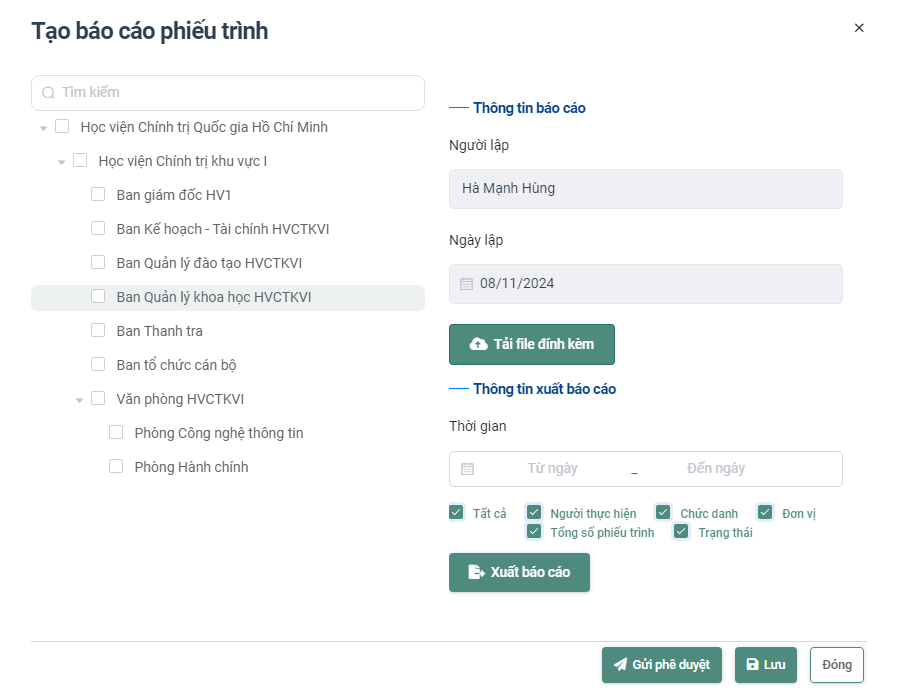 Tạo báo cáo phiếu trình
Tìm kiếm
Học viện Chính trị Quốc gia Hồ Chí Minh
Học viện Chính trị khu vực I
Ban giám đốc HV1
Ban Kế hoạch - Tài chính HVCTKVI
Ban Quản lý đào tạo HVCTKVI
Ban Quản lý khoa học HVCTKVI
Ban Thanh tra
Ban tổ chức cán bộ
Văn phòng HVCTKVI
Phòng Công nghệ thông tin
Phòng Hành chính
Thông tin báo cáo
Người lập
Hà Mạnh Hùng
Ngày lập
08/11/2024
Tải file đính kèm
Thông tin xuất báo cáo
Thời gian
Từ ngày _ Đến ngày
Tất cả Người thực hiện Chức danh Đơn vị
Tổng số phiếu trình Trạng thái
Xuất báo cáo
Gửi phê duyệt Lưu Đóng